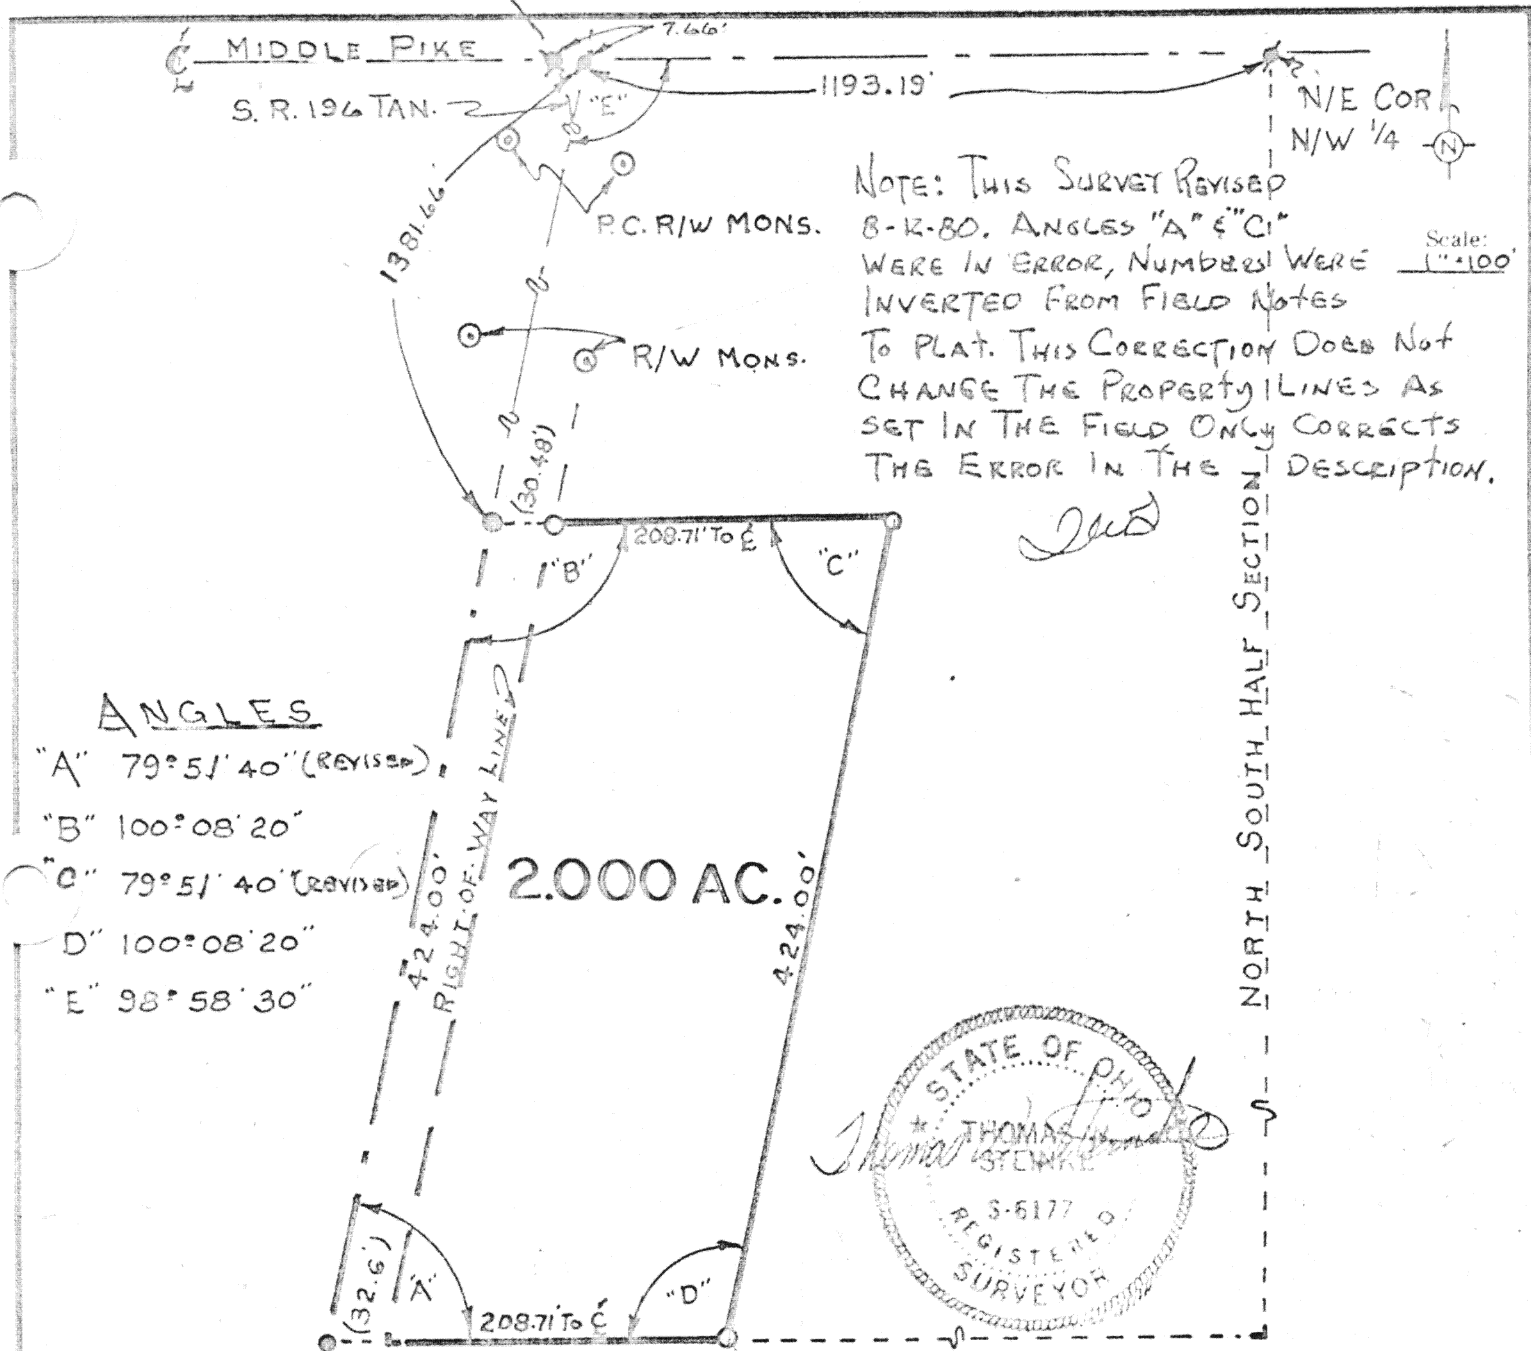 7.66'
℄ MIDDLE PIKE
1193.19'
S. R. 196 TAN.
"E"
N/E COR
N/W 1/4
N
1381.66'
P.C. R/W MONS.
NOTE: THIS SURVEY REVISED
8-12-80. ANGLES "A" & "C"
WERE IN ERROR, NUMBERS WERE
INVERTED FROM FIELD NOTES
TO PLAT. THIS CORRECTION DOES NOT
CHANGE THE PROPERTY LINES AS
SET IN THE FIELD ONLY CORRECTS
THE ERROR IN THE DESCRIPTION.
Scale:
1"=100'
R/W MONS.
(30.48')
208.71' TO ℄
"B"
"C"
NORTH SOUTH HALF SECTION
ANGLES
"A" 79°51'40" (REVISED)
"B" 100°08'20"
"C" 79°51'40" (REVISED)
"D" 100°08'20"
"E" 98°58'30"
424.00'
RIGHT-OF-WAY LINE
2.000 AC.
424.00'
STATE OF OHIO
THOMAS
S-6177
REGISTERED
SURVEYOR
(32.6')
"A"
208.71' TO ℄
"D"